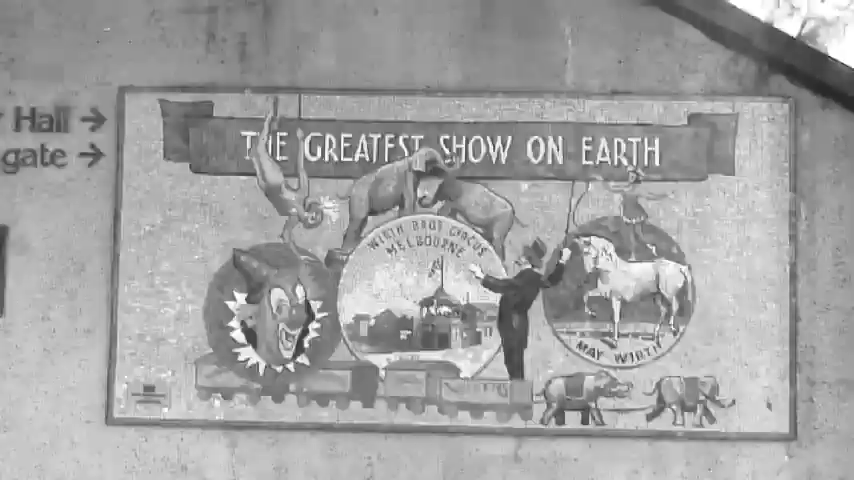 Hall →
gate →
THE GREATEST SHOW ON EARTH
WIRTH BROS CIRCUS
MELBOURNE
MAY WIRTH